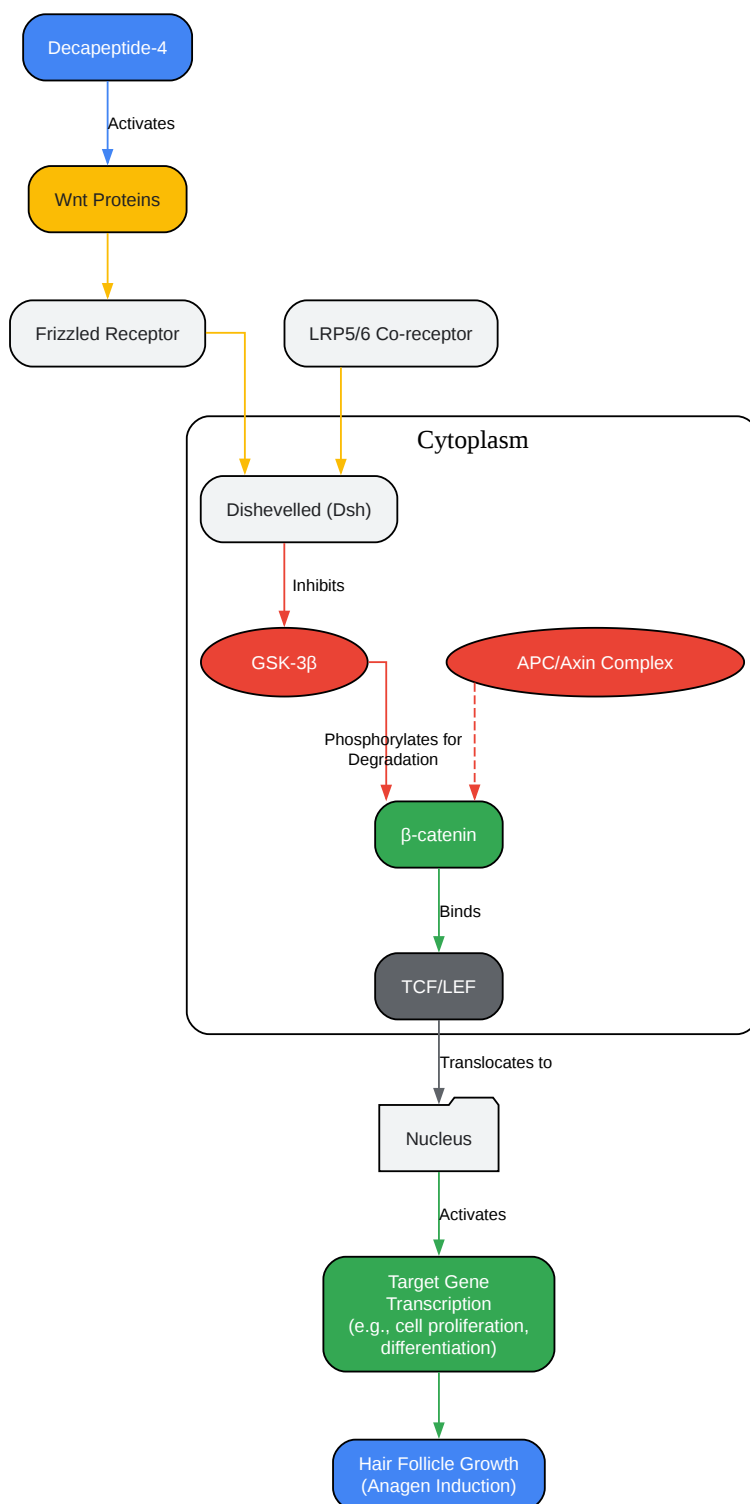 Decapeptide-4
Activates
Wnt Proteins
Frizzled Receptor
LRP5/6 Co-receptor
Cytoplasm
Dishevelled (Dsh)
Inhibits
GSK-3β
APC/Axin Complex
Phosphorylates for
Degradation
β-catenin
Binds
TCF/LEF
Translocates to
Nucleus
Activates
Target Gene
Transcription
(e.g., cell proliferation,
differentiation)
Hair Follicle Growth
(Anagen Induction)